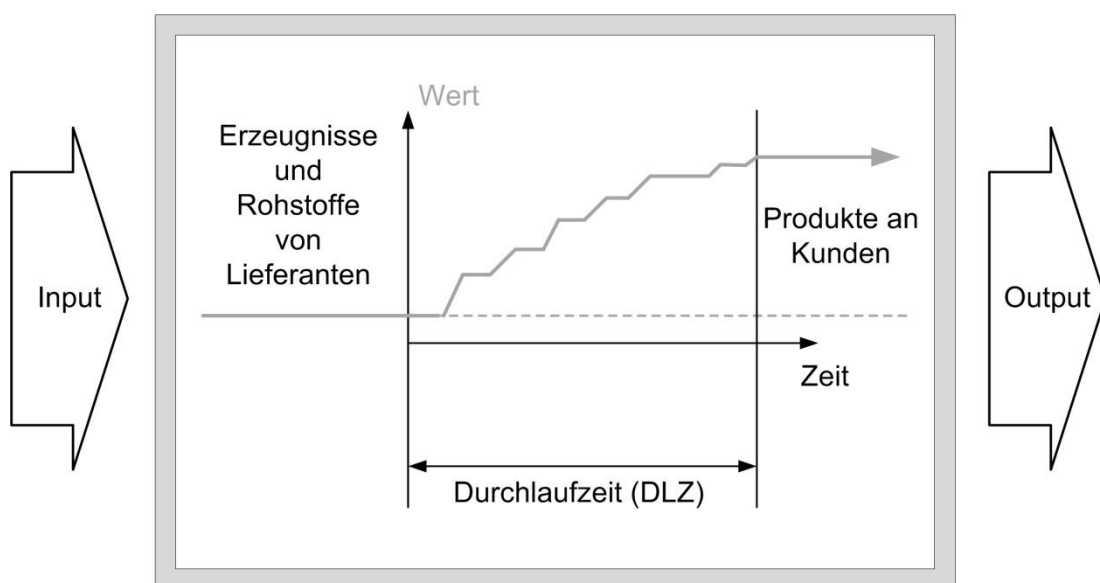 Wert
Erzeugnisse
und
Rohstoffe
von
Lieferanten
Input
Produkte an
Kunden
Output
Zeit
Durchlaufzeit (DLZ)